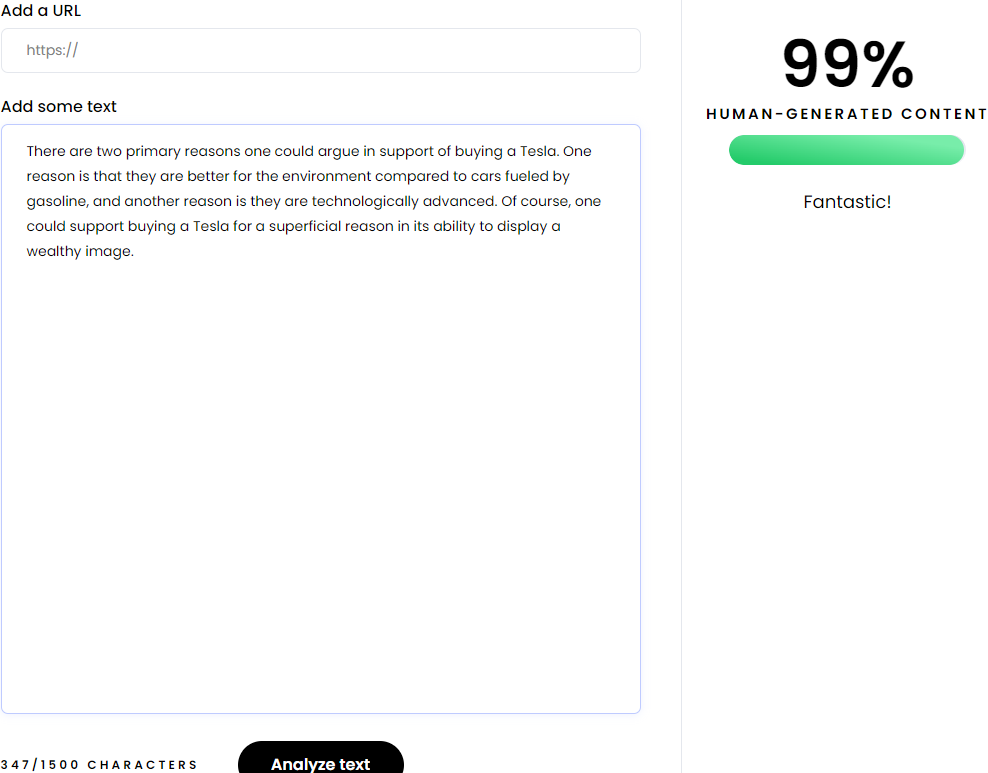 Add a URL
https://
Add some text
There are two primary reasons one could argue in support of buying a Tesla. One
reason is that they are better for the environment compared to cars fueled by
gasoline, and another reason is they are technologically advanced. Of course, one
could support buying a Tesla for a superficial reason in its ability to display a
wealthy image.
347/1500 CHARACTERS
Analyze text
99%
HUMAN-GENERATED CONTENT
Fantastic!